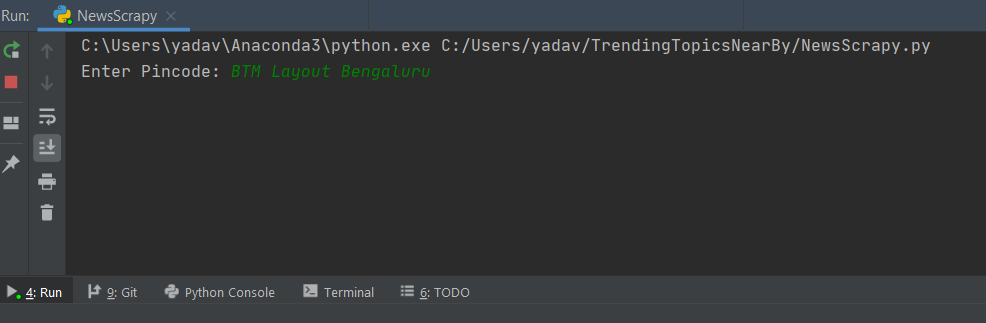 Run: NewsScrapy
C:\Users\yadav\Anaconda3\python.exe C:/Users/yadav/TrendingTopicsNearBy/NewsScrapy.py
Enter Pincode: BTM Layout Bengaluru
4: Run 9: Git Python Console Terminal 6: TODO